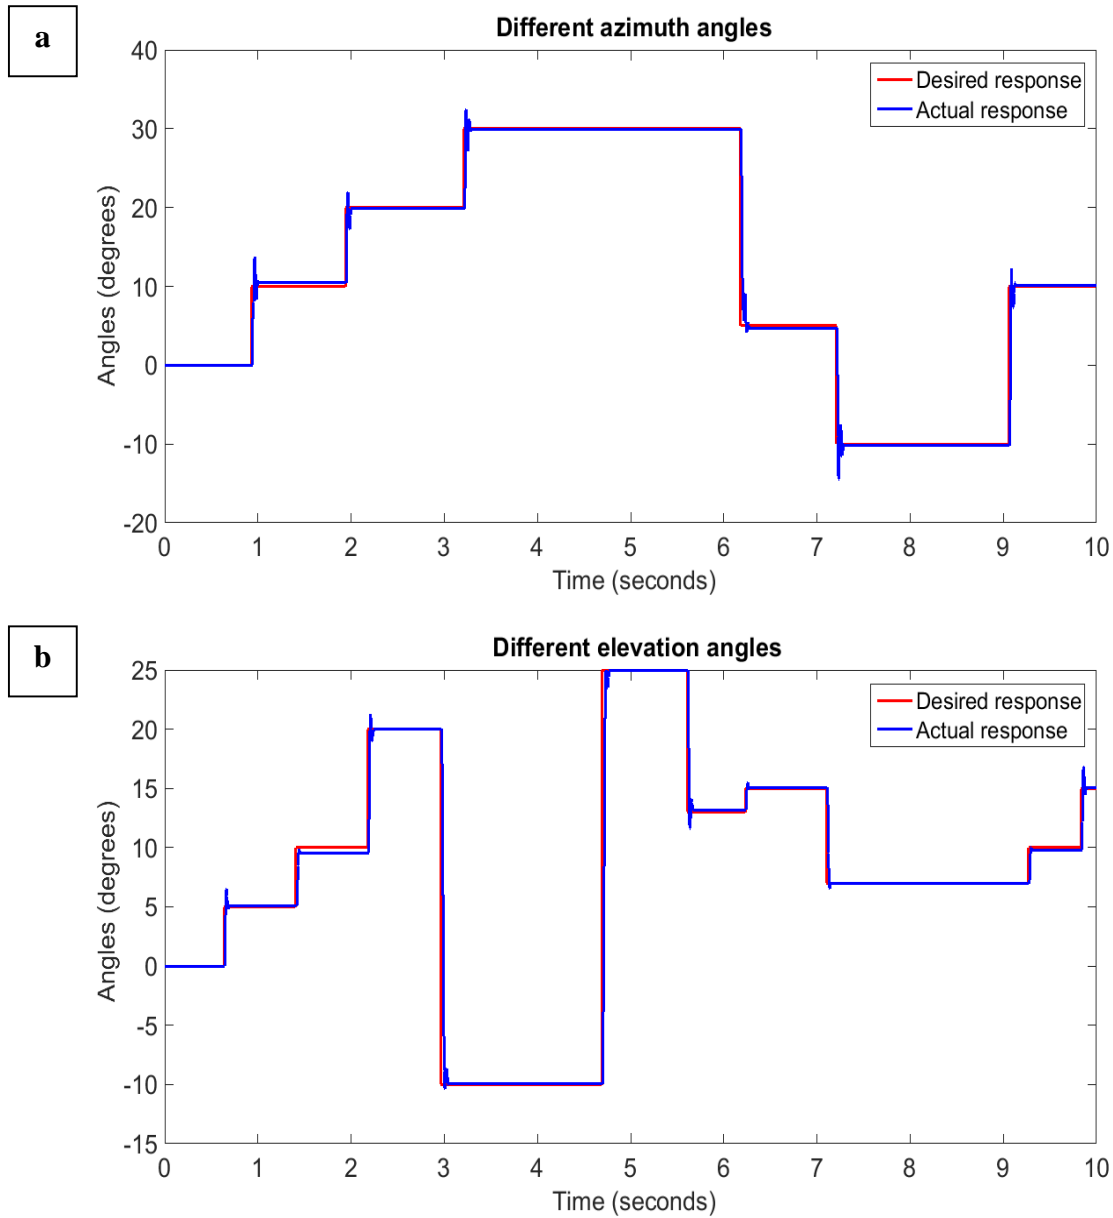 a
Different azimuth angles
40
30
20
10
0
-10
-20
Angles (degrees)
Desired response
Actual response
0 1 2 3 4 5 6 7 8 9 10
Time (seconds)
b
Different elevation angles
25
20
15
10
5
0
-5
-10
-15
Angles (degrees)
Desired response
Actual response
0 1 2 3 4 5 6 7 8 9 10
Time (seconds)